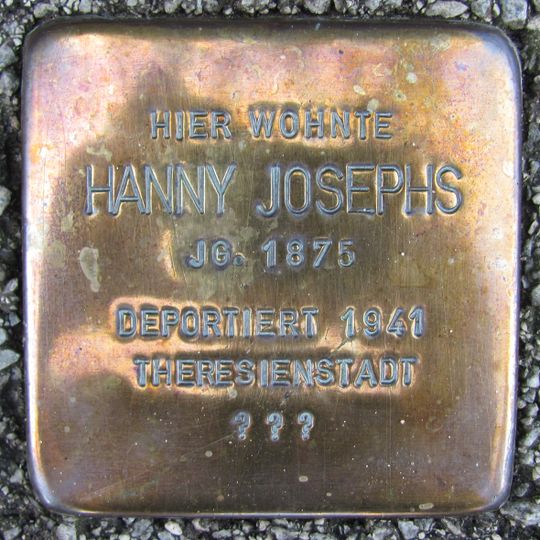 HIER WOHNTE
HANNY JOSEPHS
JG. 1875
DEPORTIERT 1941
THERESIENSTADT
? ? ?